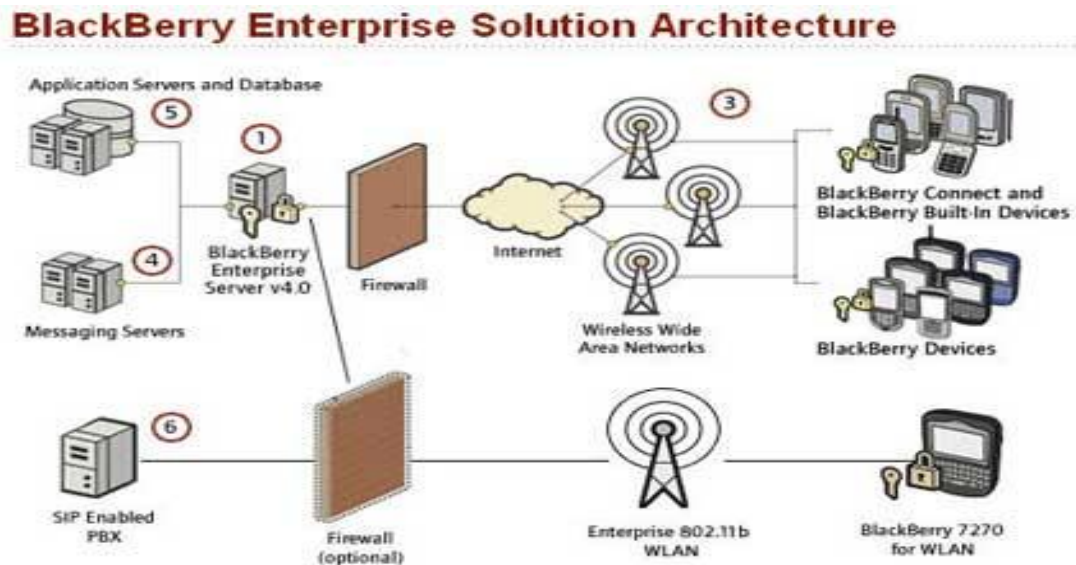 BlackBerry Enterprise Solution Architecture
Application Servers and Database
5
1
3
BlackBerry Connect and
BlackBerry Built-In Devices
Internet
BlackBerry
Enterprise
Server v4.0
4
Firewall
Messaging Servers
Wireless Wide
Area Networks
BlackBerry Devices
6
SIP Enabled
PBX
Firewall
(optional)
Enterprise 802.11b
WLAN
BlackBerry 7270
for WLAN